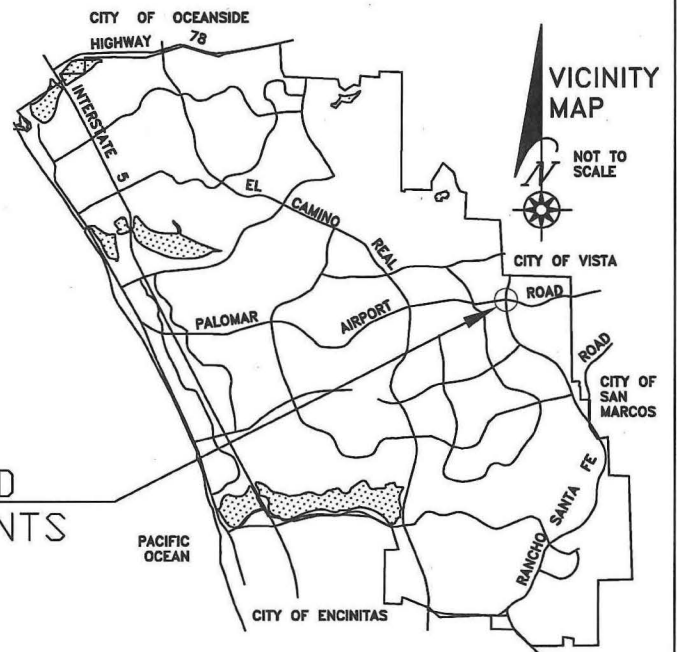 CITY OF OCEANSIDE
HIGHWAY 78
INTERSTATE 5
VICINITY
MAP
N
NOT TO
SCALE
EL CAMINO REAL
CITY OF VISTA
PALOMAR AIRPORT ROAD
ROAD
CITY OF
SAN
MARCOS
RANCHO SANTA FE
D
NTS
PACIFIC
OCEAN
CITY OF ENCINITAS